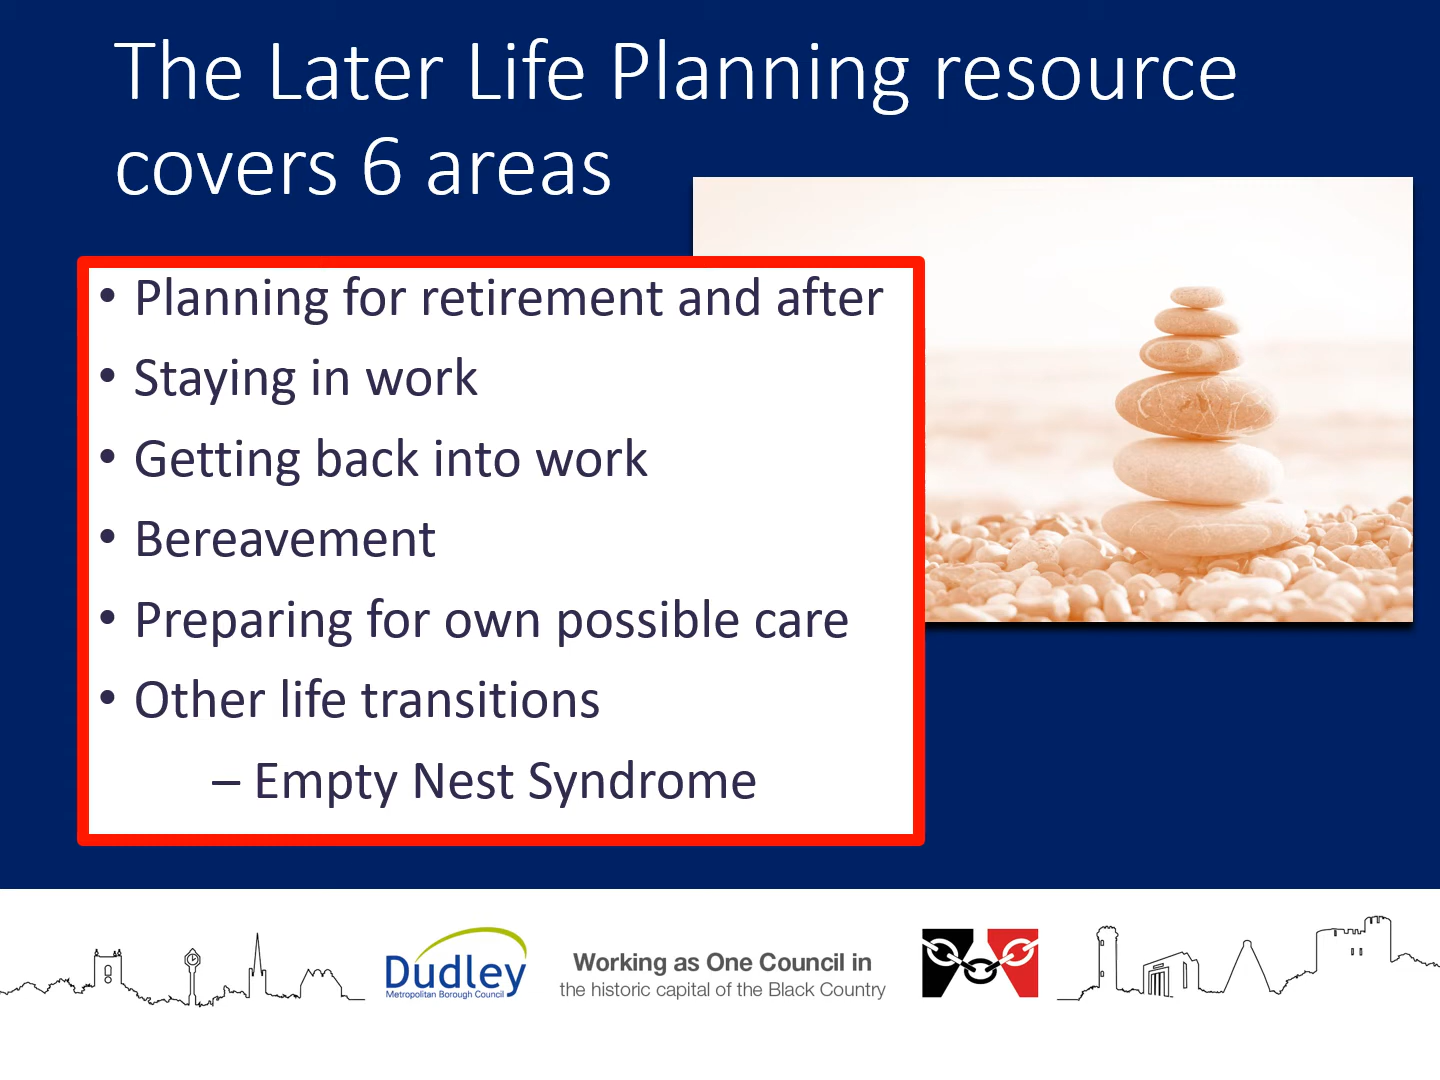 The Later Life Planning resource
covers 6 areas
• Planning for retirement and after
• Staying in work
• Getting back into work
• Bereavement
• Preparing for own possible care
• Other life transitions
– Empty Nest Syndrome
Dudley
Metropolitan Borough Council
Working as One Council in
the historic capital of the Black Country